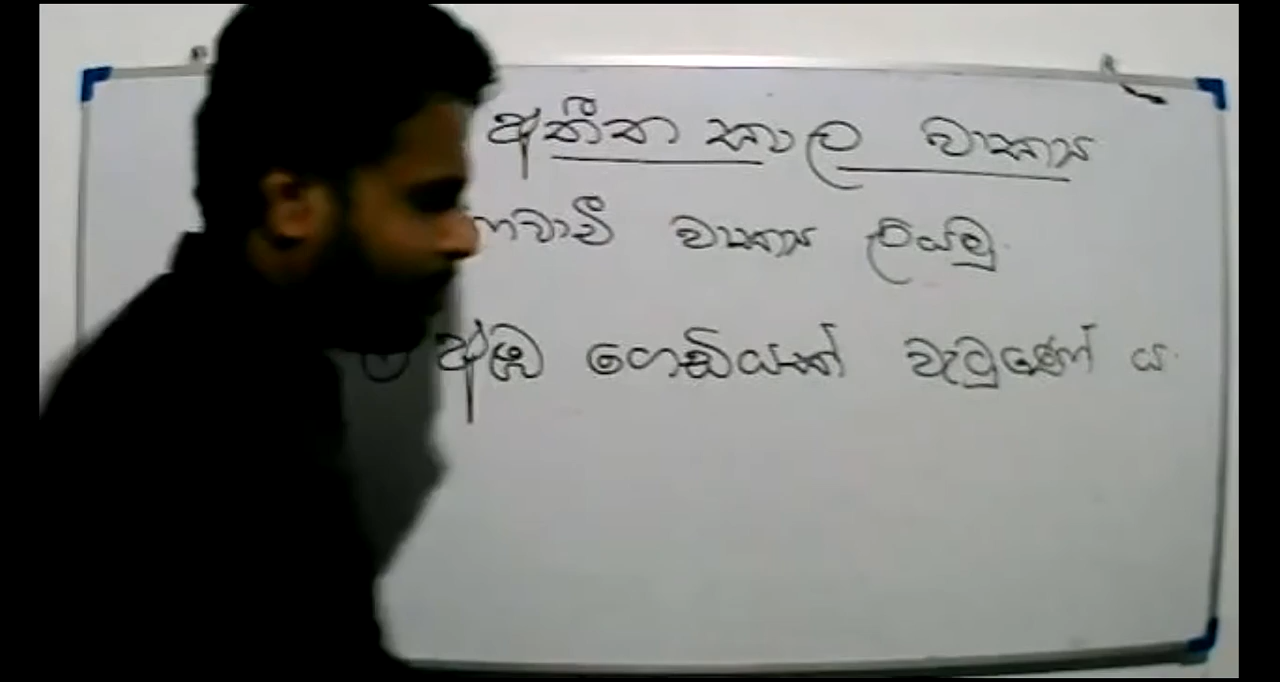 අතීත කාල වාක්‍ය
වාචී වාක්‍ය ලියමු.
අඹ ගෙඩියක් වැටුණේ ය.